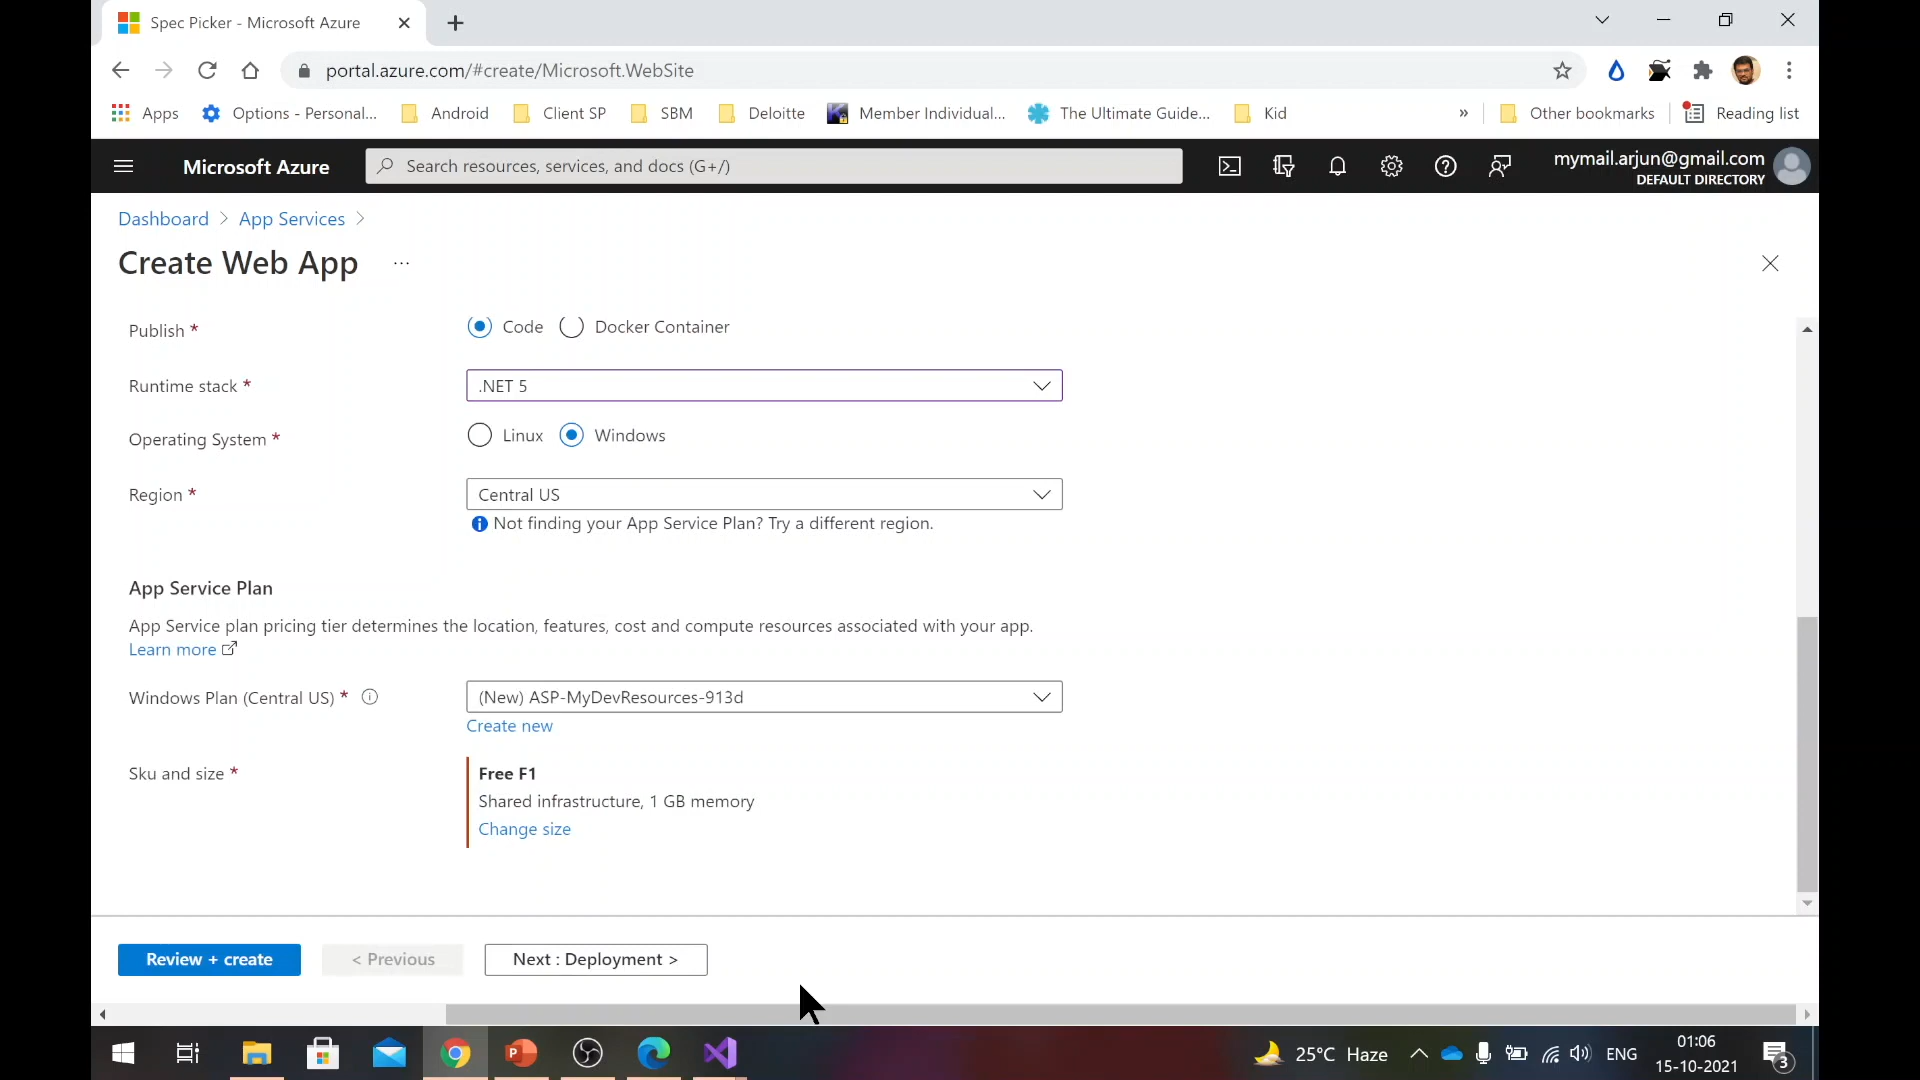 Spec Picker - Microsoft Azure
portal.azure.com/#create/Microsoft.WebSite
Apps
Options - Personal...
Android
Client SP
SBM
Deloitte
Member Individual...
The Ultimate Guide...
Kid
»
Other bookmarks
Reading list
Microsoft Azure
Search resources, services, and docs (G+/)
mymail.arjun@gmail.com
DEFAULT DIRECTORY
Dashboard > App Services >
Create Web App ...
Publish *
Code
Docker Container
Runtime stack *
.NET 5
Operating System *
Linux
Windows
Region *
Central US
Not finding your App Service Plan? Try a different region.
App Service Plan
App Service plan pricing tier determines the location, features, cost and compute resources associated with your app.
Learn more
Windows Plan (Central US) *
(New) ASP-MyDevResources-913d
Create new
Sku and size *
Free F1
Shared infrastructure, 1 GB memory
Change size
Review + create
< Previous
Next : Deployment >
25°C Haze
ENG
01:06
15-10-2021
3